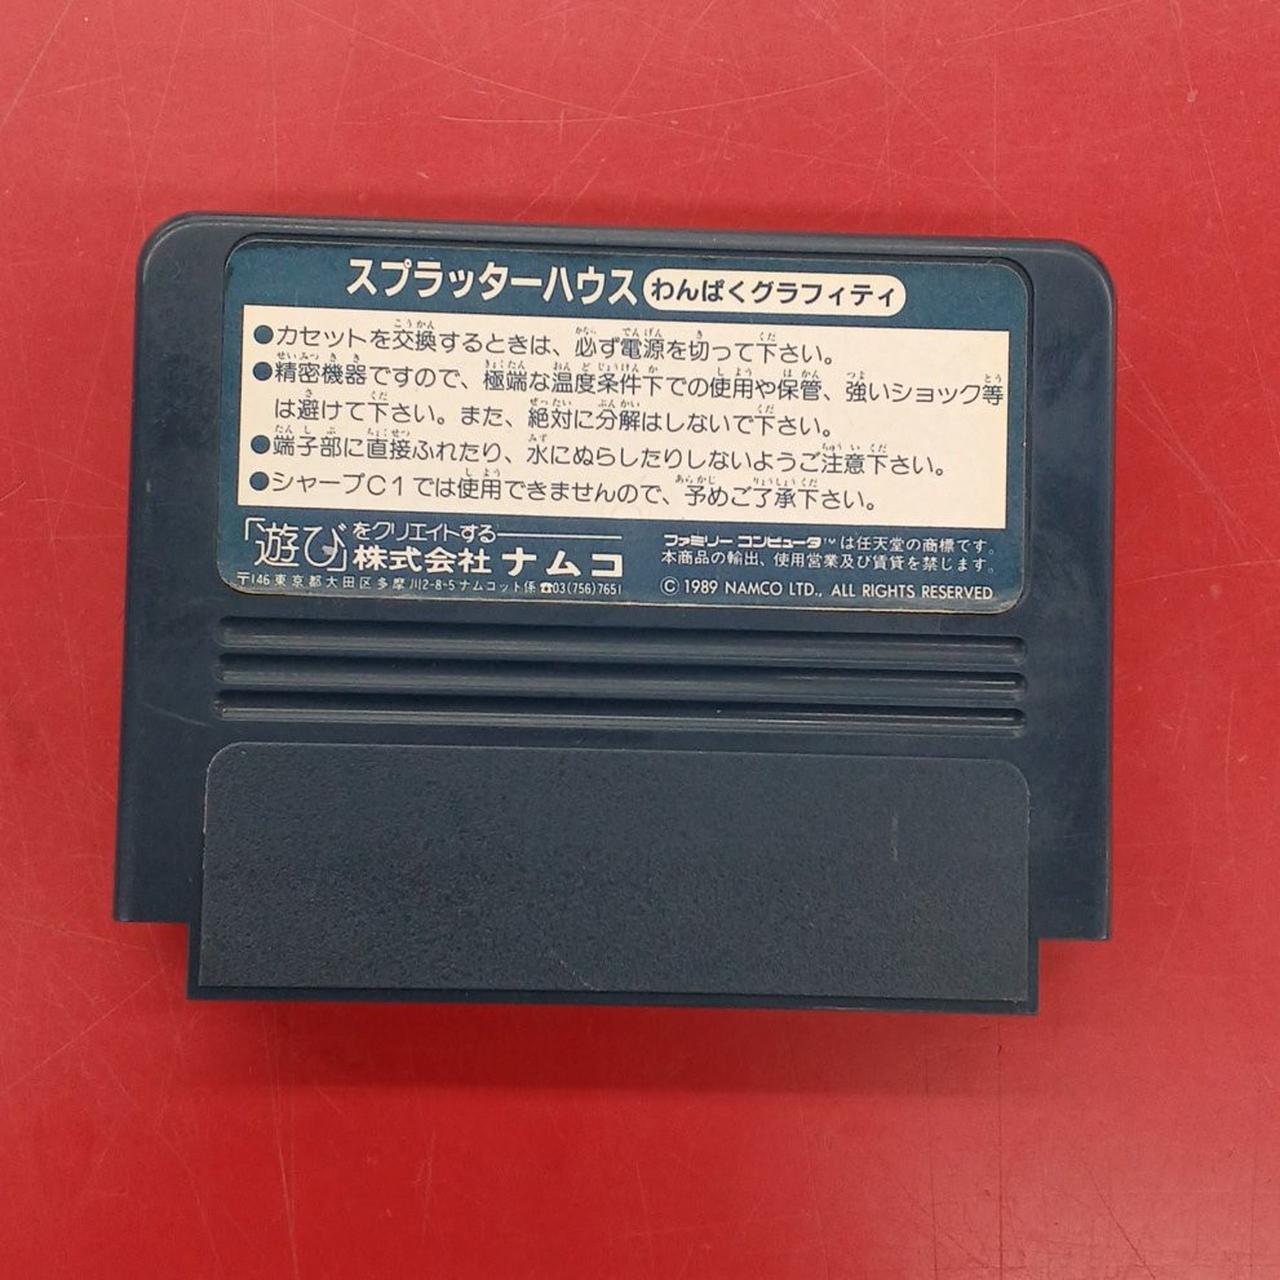 スプラッターハウス わんぱくグラフィティ
●カセットを交換するときは、必ず電源を切って下さい。
●精密機器ですので、極端な温度条件下での使用や保管、強いショック等
は避けて下さい。また、絶対に分解はしないで下さい。
●端子部に直接ふれたり、水にぬらしたりしないようご注意下さい。
●シャープC1では使用できませんので、予めご了承下さい。
「遊び」をクリエイトする
株式会社 ナムコ
〒146 東京都大田区多摩川2-8-5 ナムコット係 ☎03(756)7651
ファミリー コンピュータ™は任天堂の商標です。
本商品の輸出、使用営業及び賃貸を禁じます。
© 1989 NAMCO LTD., ALL RIGHTS RESERVED